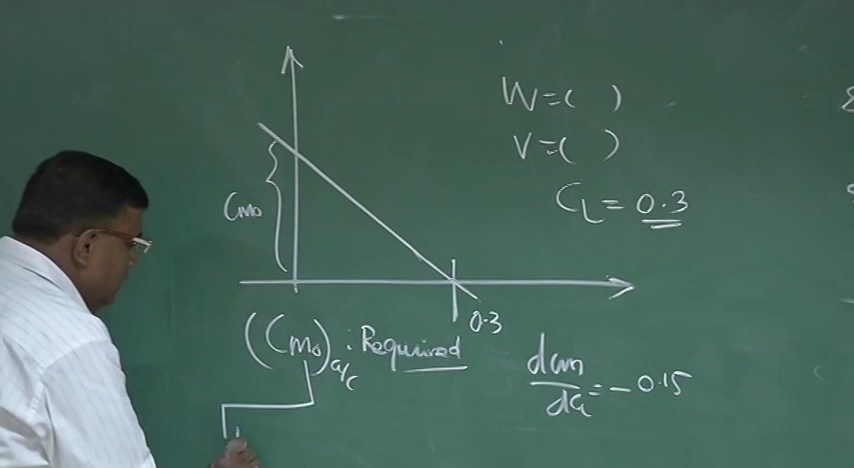 W = ( )
V = ( )
CL = 0.3
Cmo
0.3
(Cmo)a/c : Required
dcm/dCL = - 0.15